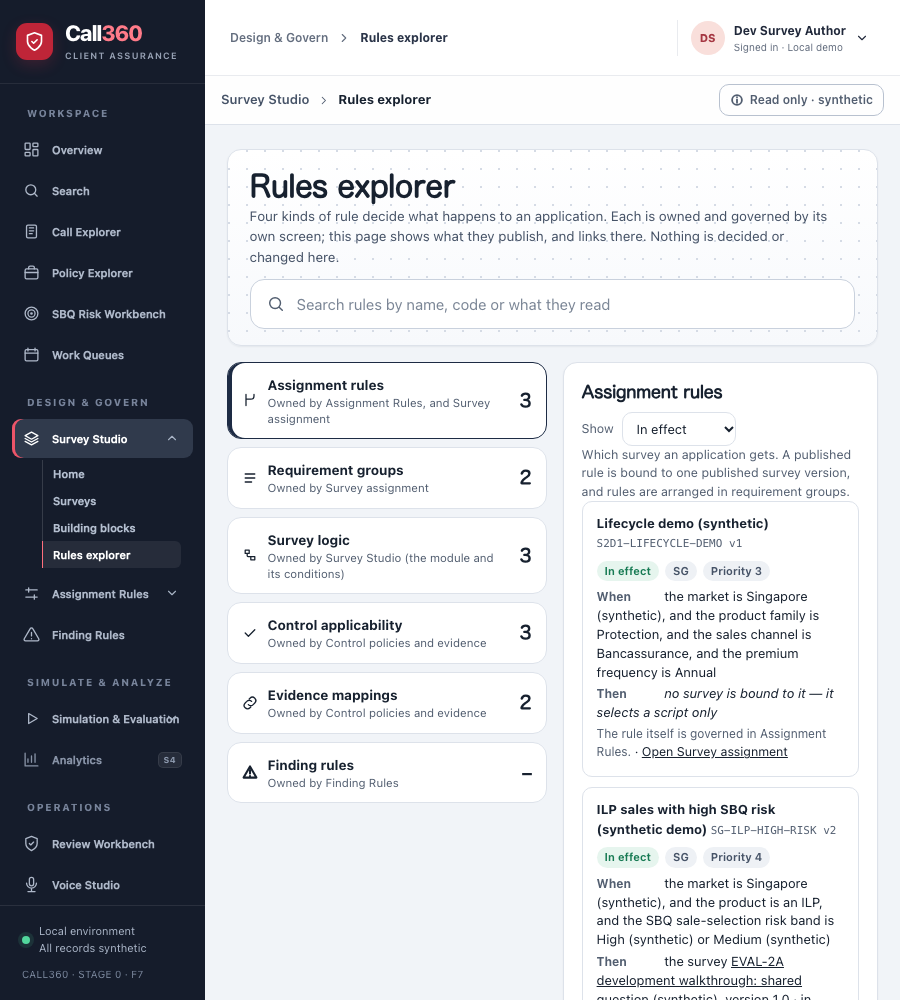 Call360
CLIENT ASSURANCE
WORKSPACE
Overview
Search
Call Explorer
Policy Explorer
SBQ Risk Workbench
Work Queues
DESIGN & GOVERN
Survey Studio
Home
Surveys
Building blocks
Rules explorer
Assignment Rules
Finding Rules
SIMULATE & ANALYZE
Simulation & Evaluation
Analytics S4
OPERATIONS
Review Workbench
Voice Studio
Local environment
All records synthetic
CALL360 · STAGE 0 · F7
Design & Govern > Rules explorer
DS
Dev Survey Author
Signed in · Local demo
Survey Studio > Rules explorer
Read only · synthetic
Rules explorer
Four kinds of rule decide what happens to an application. Each is owned and governed by its
own screen; this page shows what they publish, and links there. Nothing is decided or
changed here.
Search rules by name, code or what they read
Assignment rules
Owned by Assignment Rules, and Survey
assignment
3
Requirement groups
Owned by Survey assignment
2
Survey logic
Owned by Survey Studio (the module and
its conditions)
3
Control applicability
Owned by Control policies and evidence
3
Evidence mappings
Owned by Control policies and evidence
2
Finding rules
Owned by Finding Rules
–
Assignment rules
Show In effect
Which survey an application gets. A published
rule is bound to one published survey version,
and rules are arranged in requirement groups.
Lifecycle demo (synthetic)
S2D1-LIFECYCLE-DEMO v1
In effect SG Priority 3
When the market is Singapore
(synthetic), and the product family is
Protection, and the sales channel is
Bancassurance, and the premium
frequency is Annual
Then no survey is bound to it — it
selects a script only
The rule itself is governed in Assignment
Rules. · Open Survey assignment
ILP sales with high SBQ risk
(synthetic demo) SG-ILP-HIGH-RISK v2
In effect SG Priority 4
When the market is Singapore
(synthetic), and the product is an ILP,
and the SBQ sale-selection risk band is
High (synthetic) or Medium (synthetic)
Then the survey EVAL-2A
development walkthrough: shared
question (synthetic), version 1.0 · in